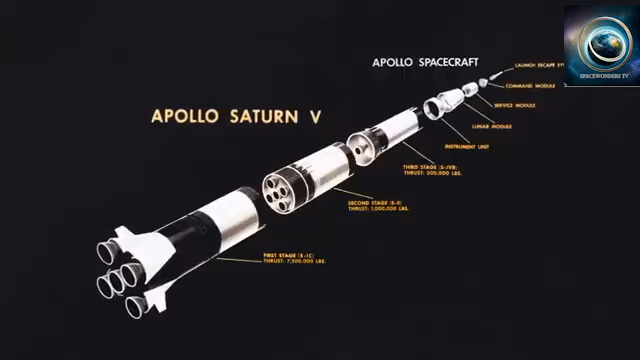 APOLLO SPACECRAFT
LAUNCH ESCAPE
COMMAND MODULE
SERVICE MODULE
LUNAR MODULE
INSTRUMENT UNIT
APOLLO SATURN V
THIRD STAGE (S-IVB)
THRUST: 200,000 LBS.
SECOND STAGE (S-II)
THRUST: 1,000,000 LBS.
FIRST STAGE (S-IC)
THRUST: 7,500,000 LBS.
SPACEWONDERS TV